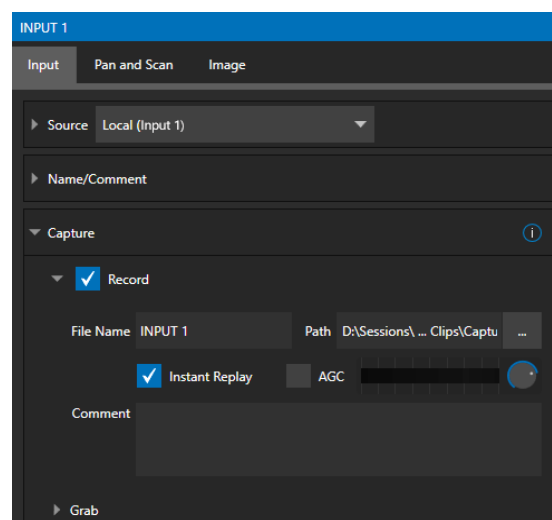 INPUT 1
Input Pan and Scan Image
Source Local (Input 1)
Name/Comment
Capture
Record
File Name INPUT 1 Path D:\Sessions\ ... Clips\Captu ...
Instant Replay AGC
Comment
Grab